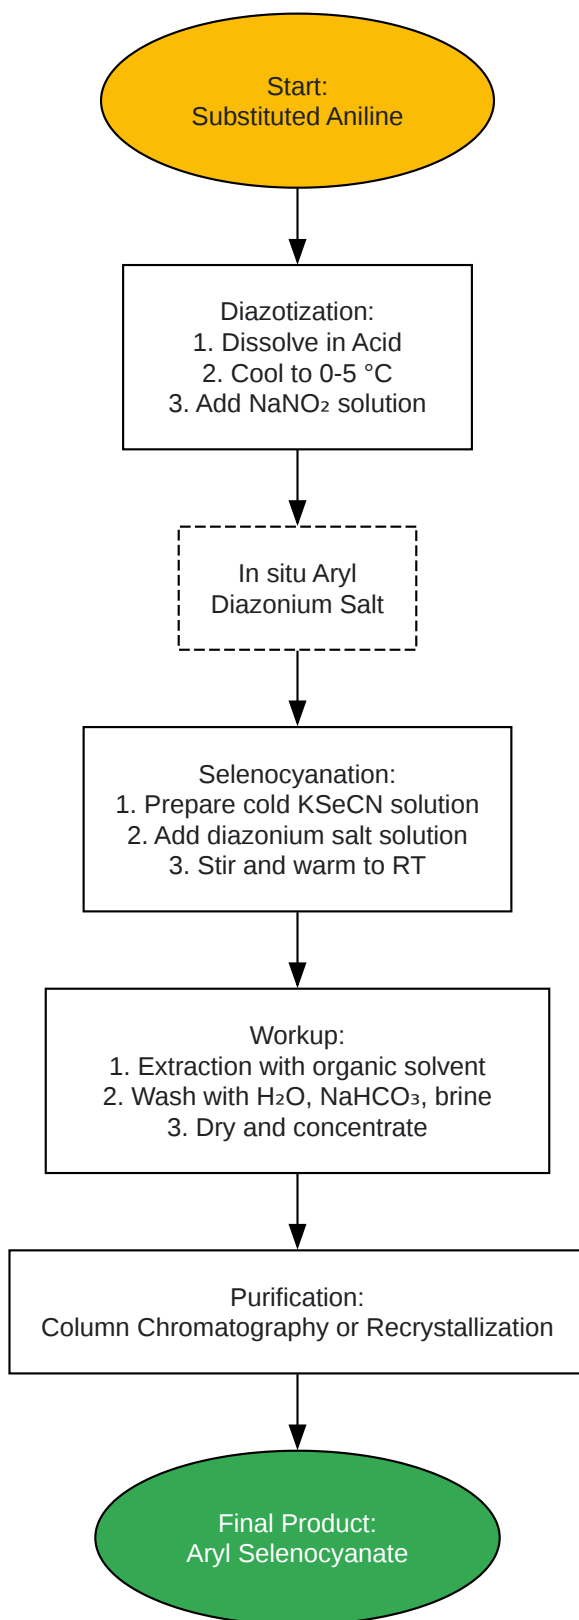 Start:
Substituted Aniline
Diazotization:
1. Dissolve in Acid
2. Cool to 0-5 °C
3. Add NaNO₂ solution
In situ Aryl
Diazonium Salt
Selenocyanation:
1. Prepare cold KSeCN solution
2. Add diazonium salt solution
3. Stir and warm to RT
Workup:
1. Extraction with organic solvent
2. Wash with H₂O, NaHCO₃, brine
3. Dry and concentrate
Purification:
Column Chromatography or Recrystallization
Final Product:
Aryl Selenocyanate